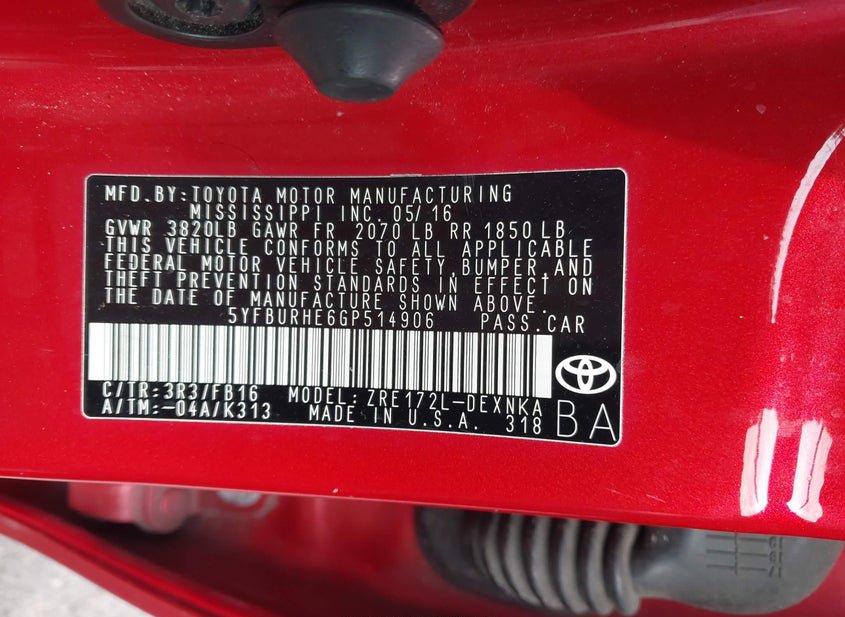 MFD. BY: TOYOTA MOTOR MANUFACTURING
MISSISSIPPI INC. 05/16
GVWR 3820LB GAWR FR 2070 LB RR 1850 LB
THIS VEHICLE CONFORMS TO ALL APPLICABLE
FEDERAL MOTOR VEHICLE SAFETY, BUMPER, AND
THEFT PREVENTION STANDARDS IN EFFECT ON
THE DATE OF MANUFACTURE SHOWN ABOVE.
5YFBURHE6GP514906 PASS. CAR
C/TR: 3R3/FB16 MODEL: ZRE172L-DEXNKA
A/TM: -04A/K313 MADE IN U.S.A. 318
BA